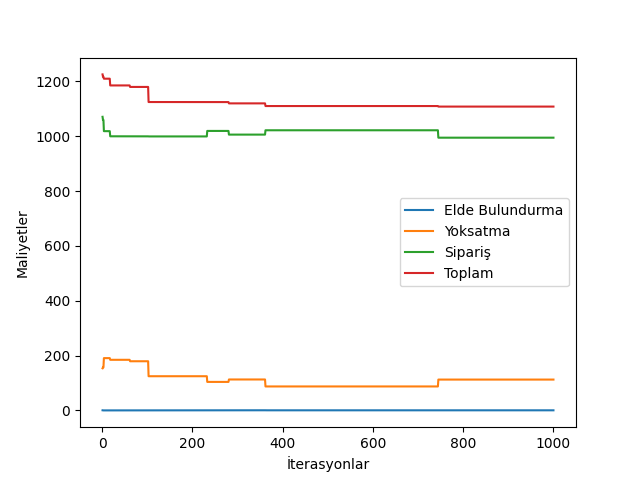 1200
1000
800
600
400
200
0
Maliyetler
Elde Bulundurma
Yoksatma
Sipariş
Toplam
0 200 400 600 800 1000
İterasyonlar